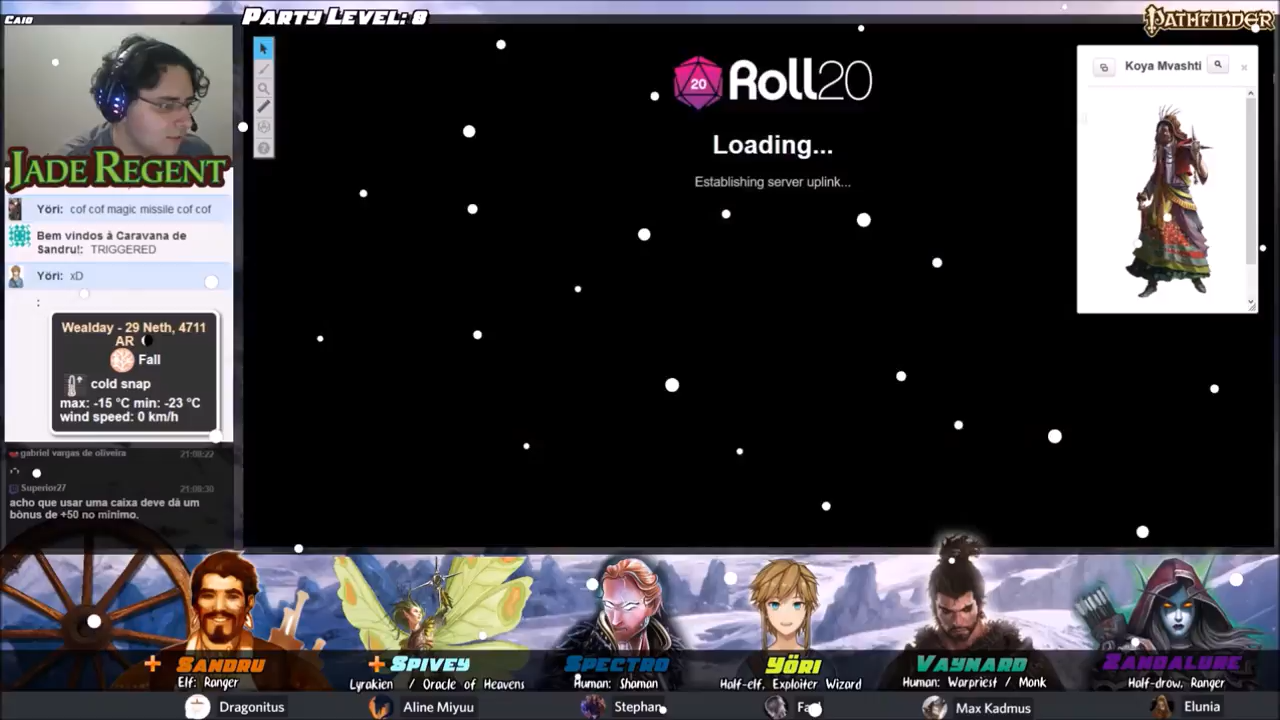 Caio
Party Level: 8
Pathfinder
Jade Regent
Yöri: cof cof magic missile cof cof
Bem vindos à Caravana de
Sandru!: TRIGGERED
Yöri: xD
:
Wealday - 29 Neth, 4711
AR
Fall
cold snap
max: -15 °C min: -23 °C
wind speed: 0 km/h
gabriel vargas de oliveira 21:08:22
Superior27 21:08:30
acho que usar uma caixa deve dá um
bônus de +50 no mínimo.
20 Roll20
Loading...
Establishing server uplink...
Koya Mvashti
Sandru
Elf: Ranger
Dragonitus
Spivey
Lyrakien / Oracle of Heavens
Aline Miyuu
Spectro
Human: Shaman
Stephan
Yöri
Half-elf, Exploiter Wizard
Vaynard
Human: Warpriest / Monk
Max Kadmus
Zandalure
Half-drow, Ranger
Elunia